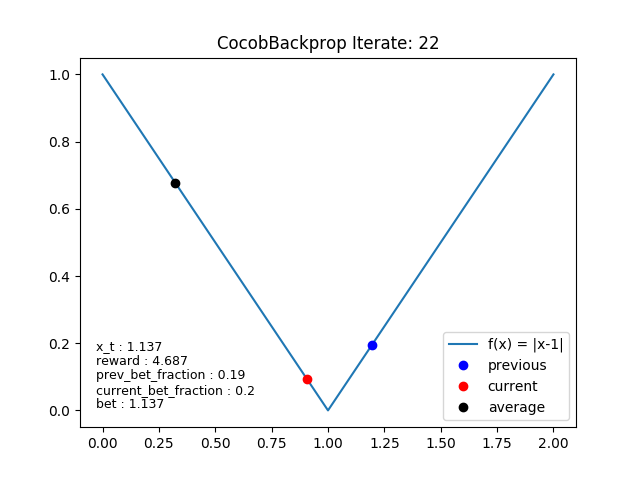 CocobBackprop Iterate: 22
1.0
0.8
0.6
0.4
0.2
0.0
x_t : 1.137
reward : 4.687
prev_bet_fraction : 0.19
current_bet_fraction : 0.2
bet : 1.137
f(x) = |x-1|
previous
current
average
0.00 0.25 0.50 0.75 1.00 1.25 1.50 1.75 2.00